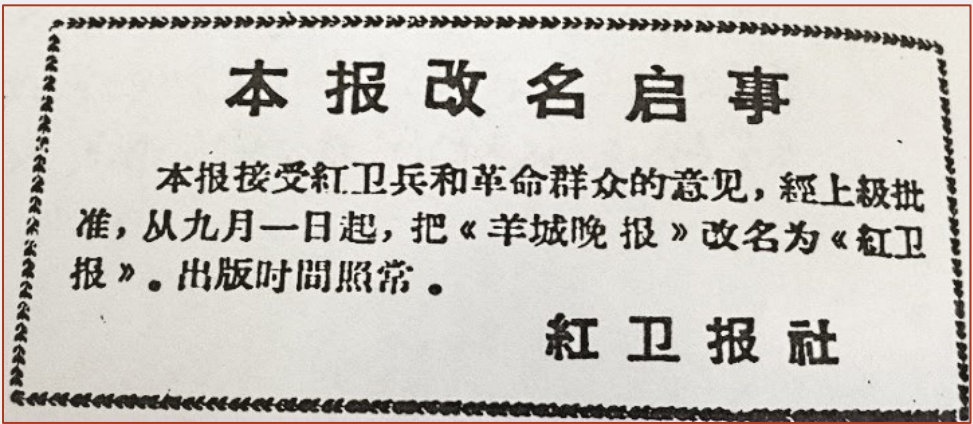 本报改名启事
本报接受紅卫兵和革命群众的意见，經上級批
准，从九月一日起，把《羊城晚报》改名为《紅卫
报》。出版时間照常。
紅卫报社